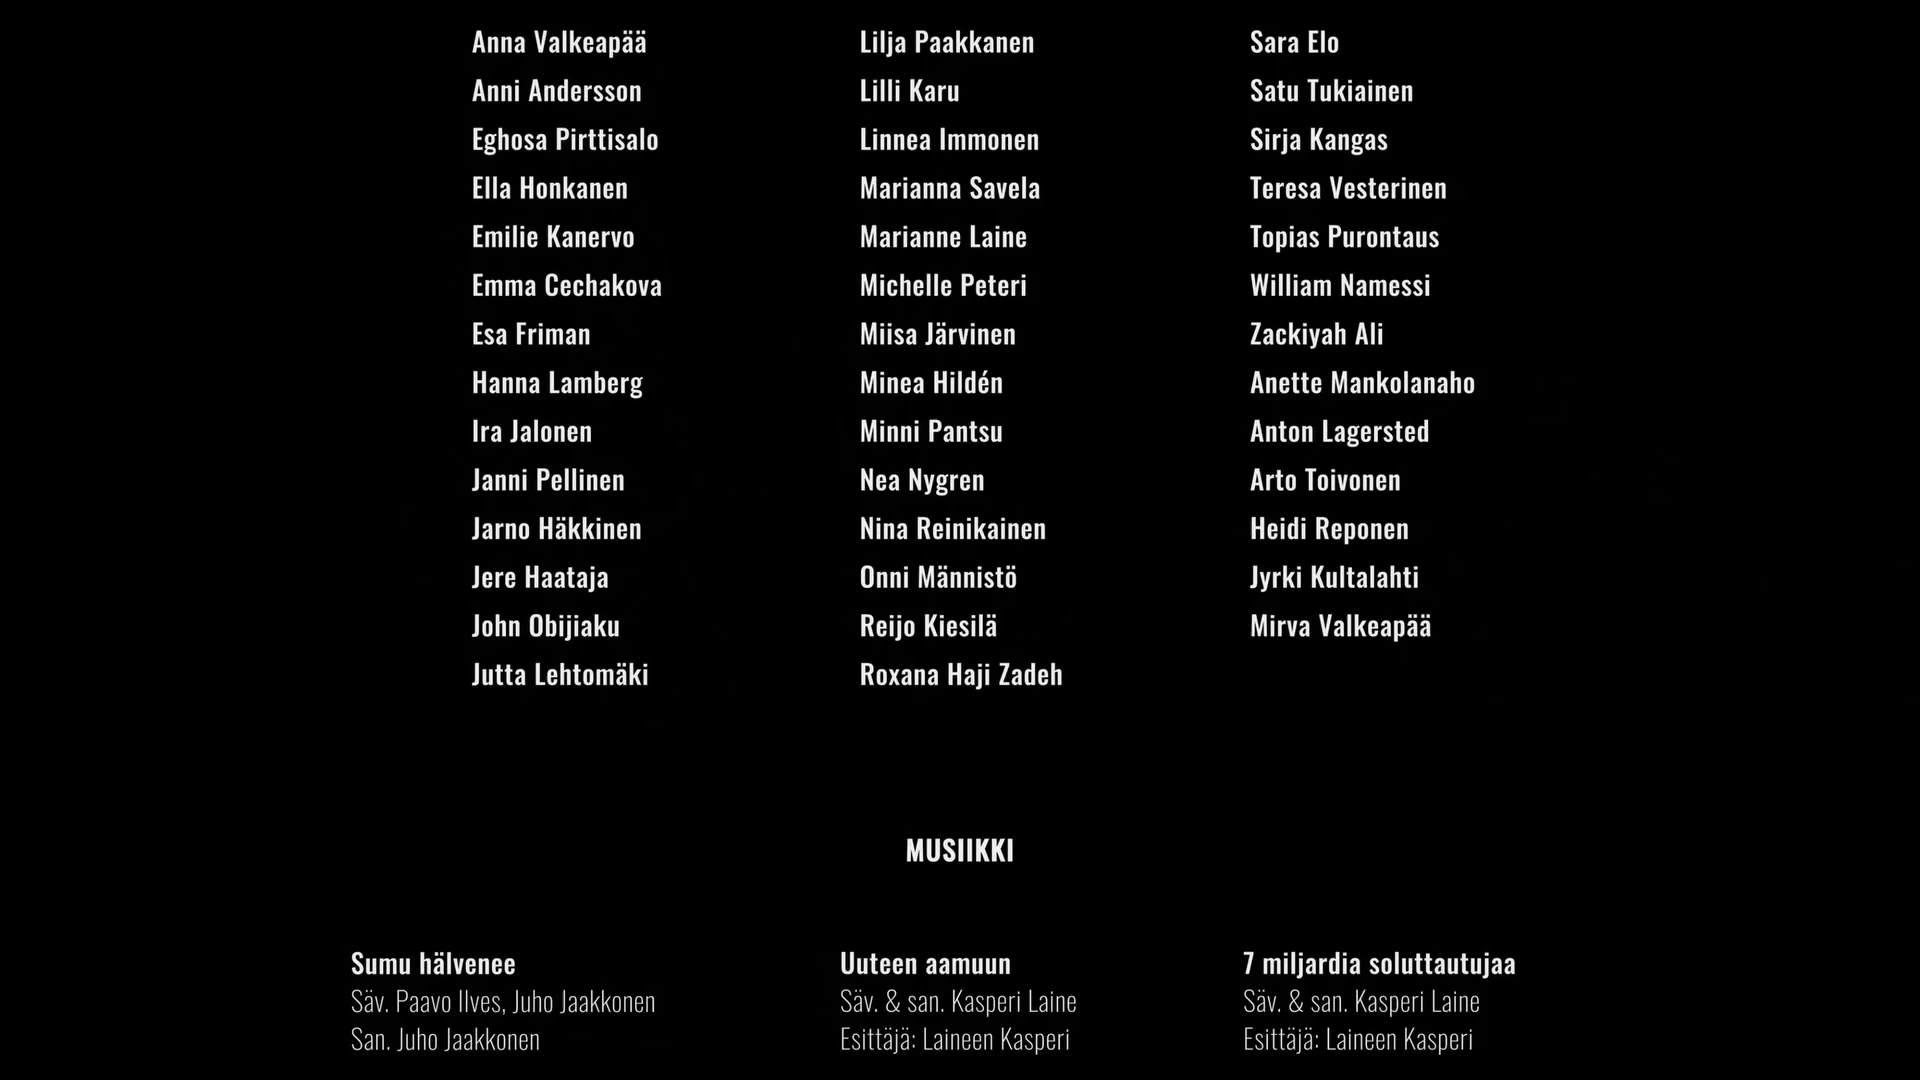 Anna Valkeapää
Anni Andersson
Eghosa Pirttisalo
Ella Honkanen
Emilie Kanervo
Emma Cechakova
Esa Friman
Hanna Lamberg
Ira Jalonen
Janni Pellinen
Jarno Häkkinen
Jere Haataja
John Obijiaku
Jutta Lehtomäki
Lilja Paakkanen
Lilli Karu
Linnea Immonen
Marianna Savela
Marianne Laine
Michelle Peteri
Miisa Järvinen
Minea Hildén
Minni Pantsu
Nea Nygren
Nina Reinikainen
Onni Männistö
Reijo Kiesilä
Roxana Haji Zadeh
Sara Elo
Satu Tukiainen
Sirja Kangas
Teresa Vesterinen
Topias Purontaus
William Namessi
Zackiyah Ali
Anette Mankolanaho
Anton Lagersted
Arto Toivonen
Heidi Reponen
Jyrki Kultalahti
Mirva Valkeapää
MUSIIKKI
Sumu hälvenee
Säv. Paavo Ilves, Juho Jaakkonen
San. Juho Jaakkonen
Uuteen aamuun
Säv. & san. Kasperi Laine
Esittäjä: Laineen Kasperi
7 miljardia soluttautujaa
Säv. & san. Kasperi Laine
Esittäjä: Laineen Kasperi